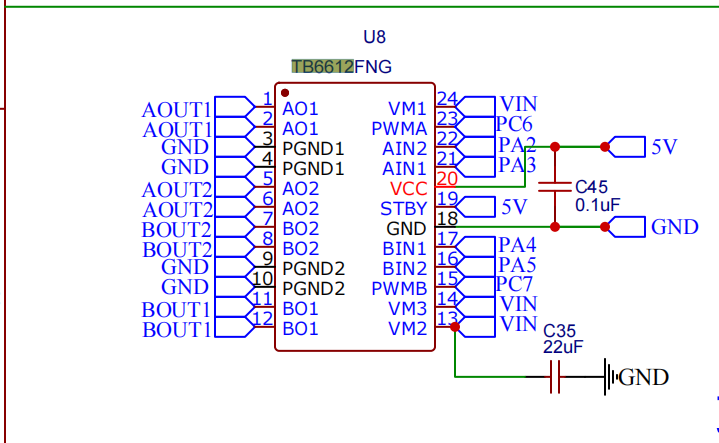 U8
TB6612FNG
AOUT1 1 AO1 VM1 24 VIN
AOUT1 2 AO1 PWMA 23 PC6
GND 3 PGND1 AIN2 22 PA2 5V
GND 4 PGND1 AIN1 21 PA3
AOUT2 5 AO2 VCC 20 C45
AOUT2 6 AO2 STBY 19 5V 0.1uF
BOUT2 7 BO2 GND 18 GND
BOUT2 8 BO2 BIN1 17 PA4
GND 9 PGND2 BIN2 16 PA5
GND 10 PGND2 PWMB 15 PC7
BOUT1 11 BO1 VM3 14 VIN
BOUT1 12 BO1 VM2 13 VIN
C35
22uF
GND